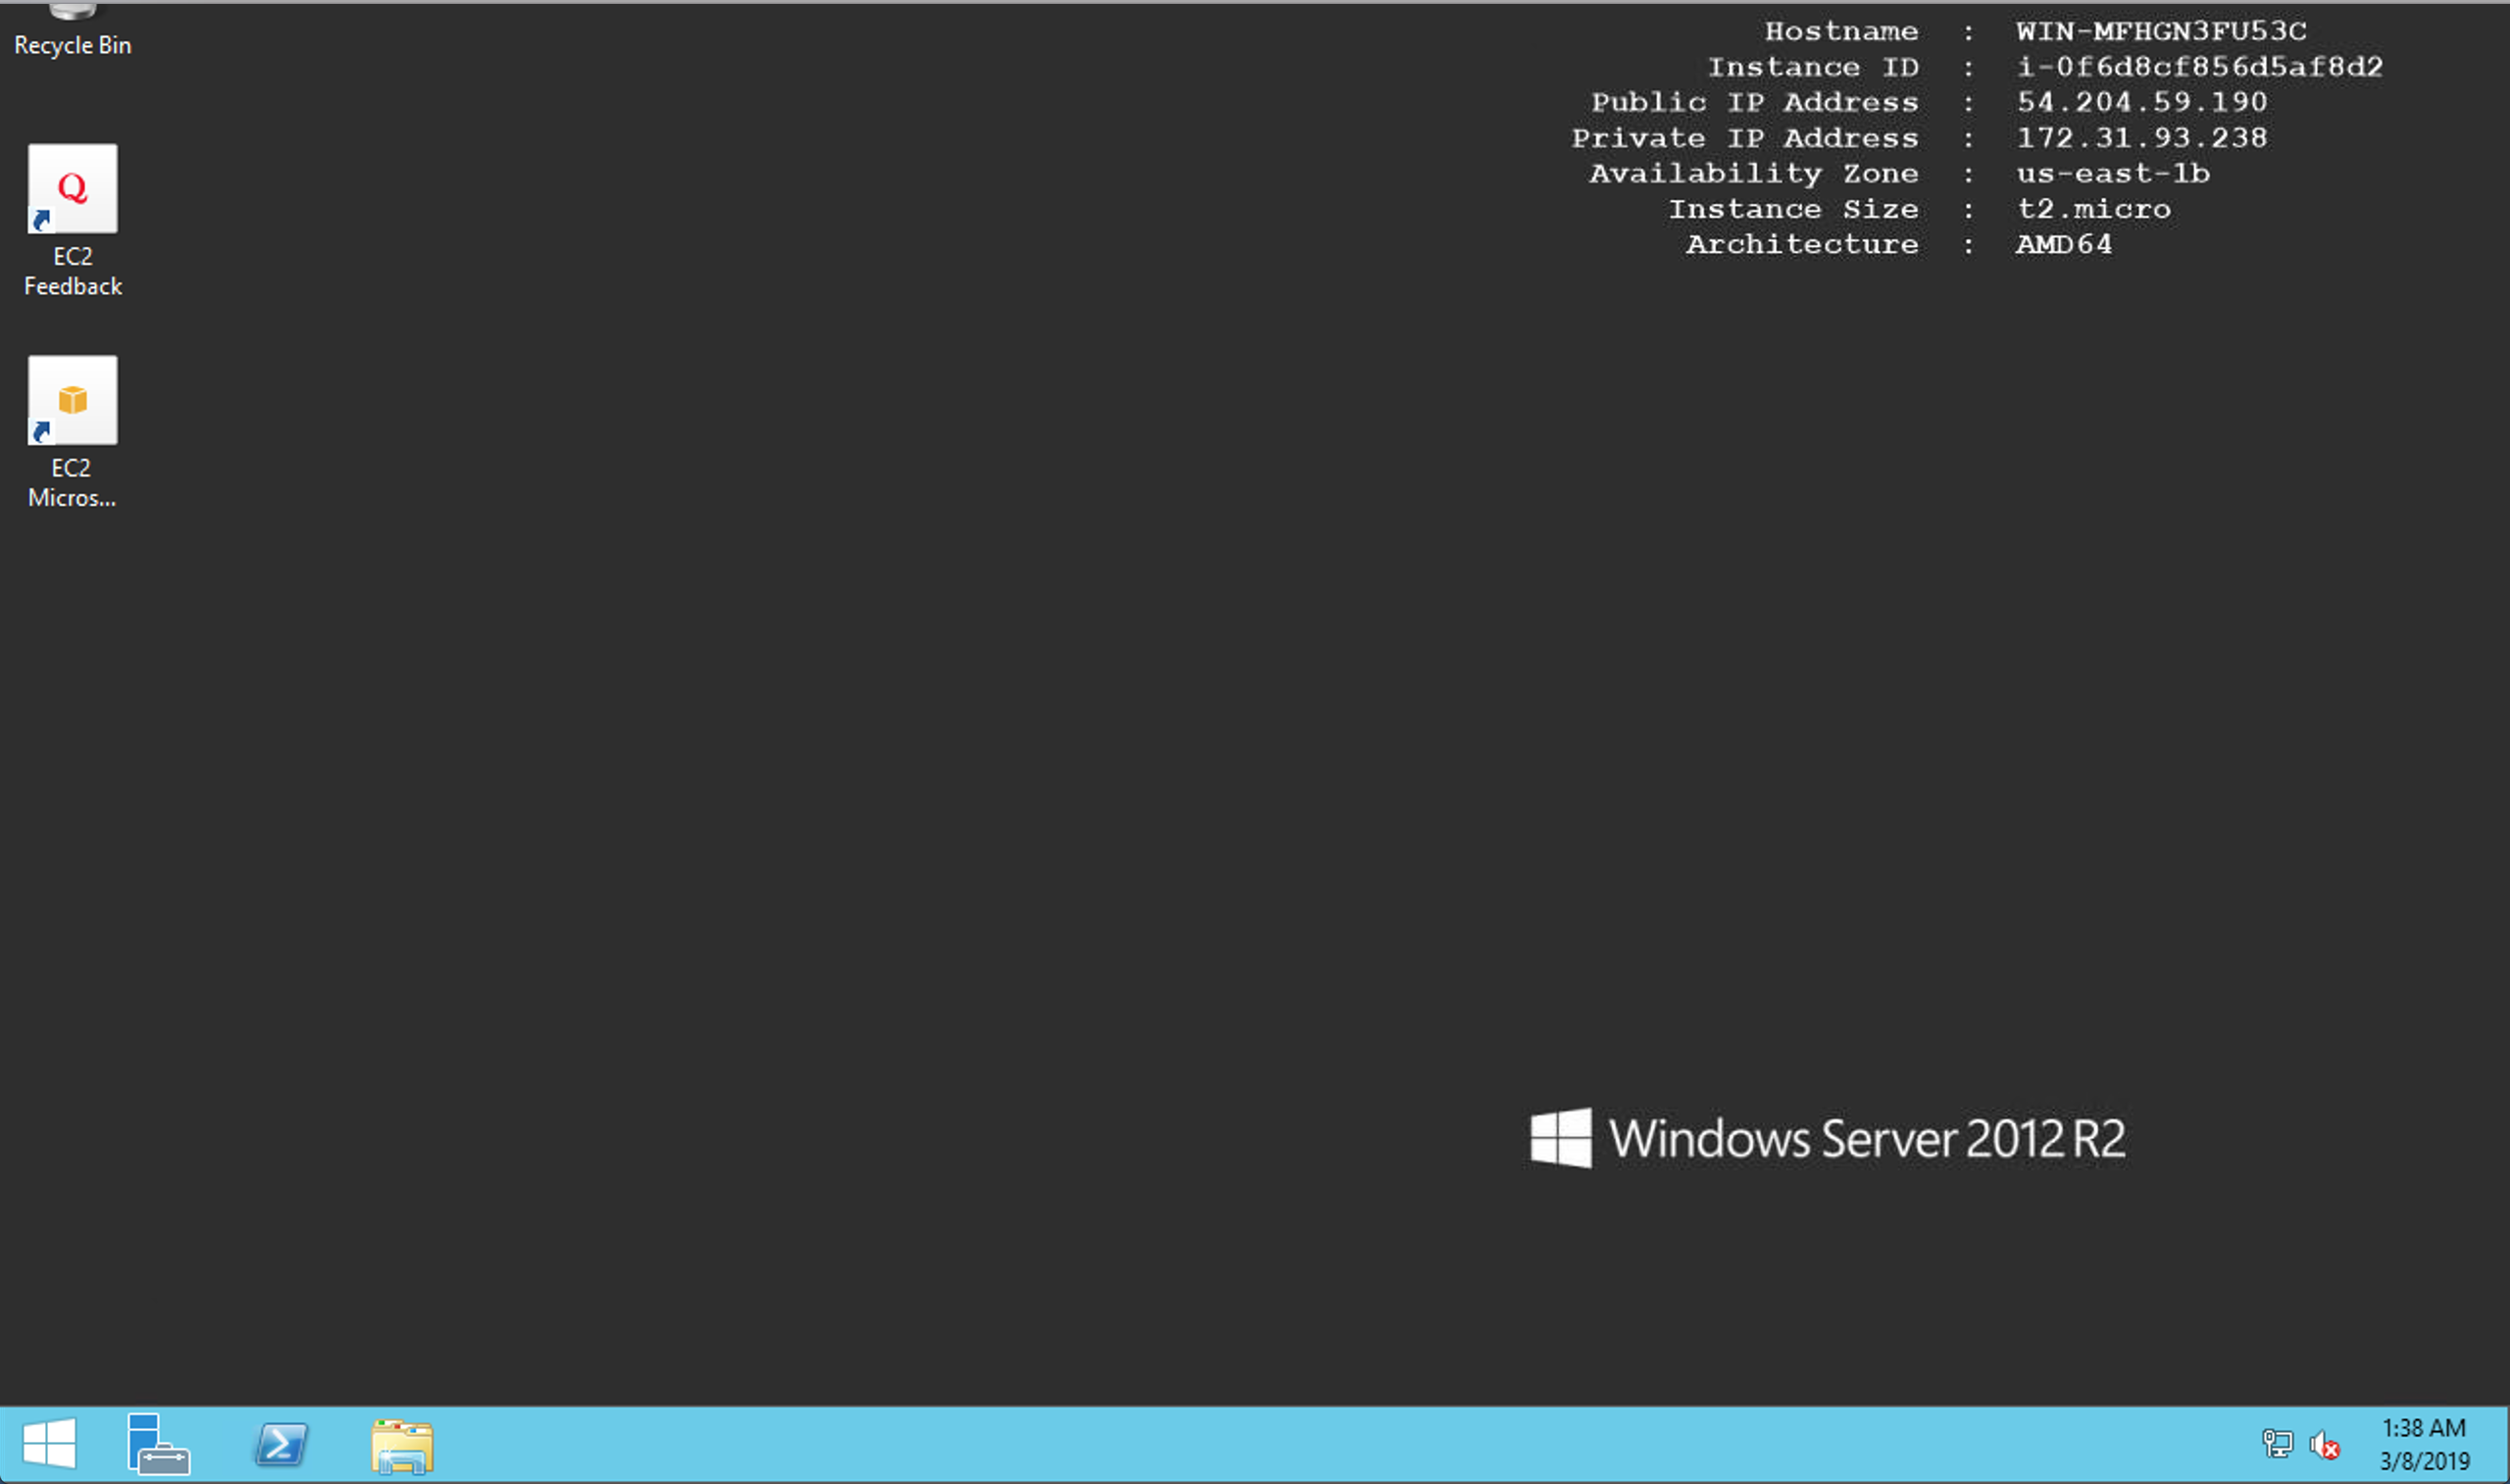 Recycle Bin
EC2
Feedback
EC2
Micros...
Hostname : WIN-MFHGN3FU53C
Instance ID : i-0f6d8cf856d5af8d2
Public IP Address : 54.204.59.190
Private IP Address : 172.31.93.238
Availability Zone : us-east-1b
Instance Size : t2.micro
Architecture : AMD64
Windows Server 2012 R2
1:38 AM
3/8/2019